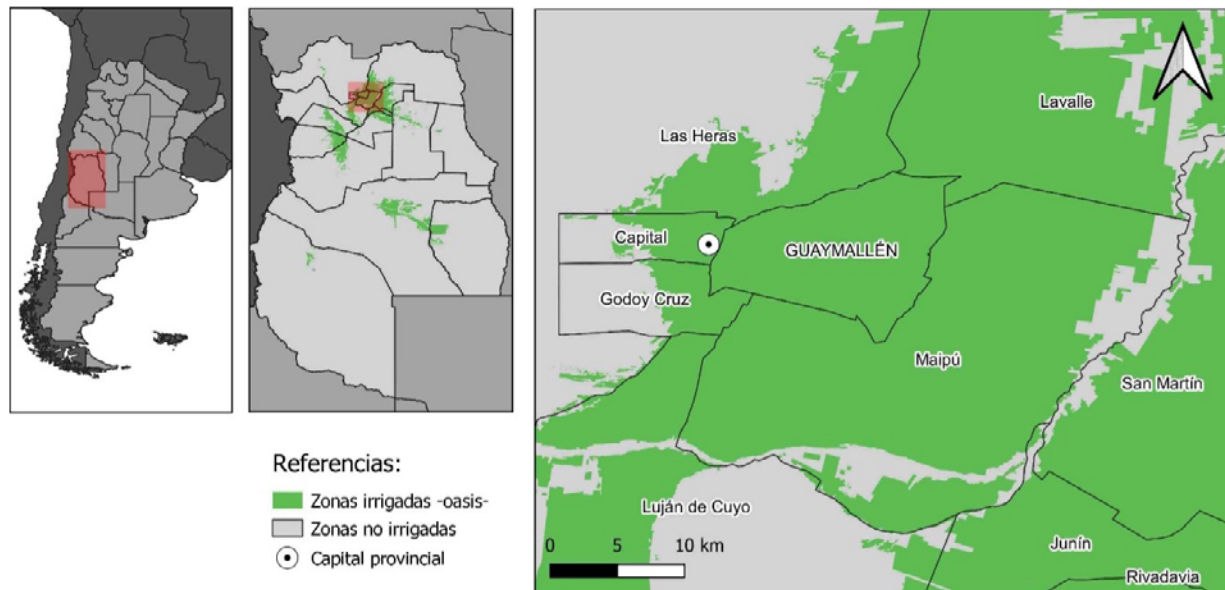 Lavalle
Las Heras
Capital
GUAYMALLÉN
Godoy Cruz
Maipú
San Martín
Luján de Cuyo
Junín
Rivadavia
0 5 10 km
Referencias:
Zonas irrigadas -oasis-
Zonas no irrigadas
Capital provincial